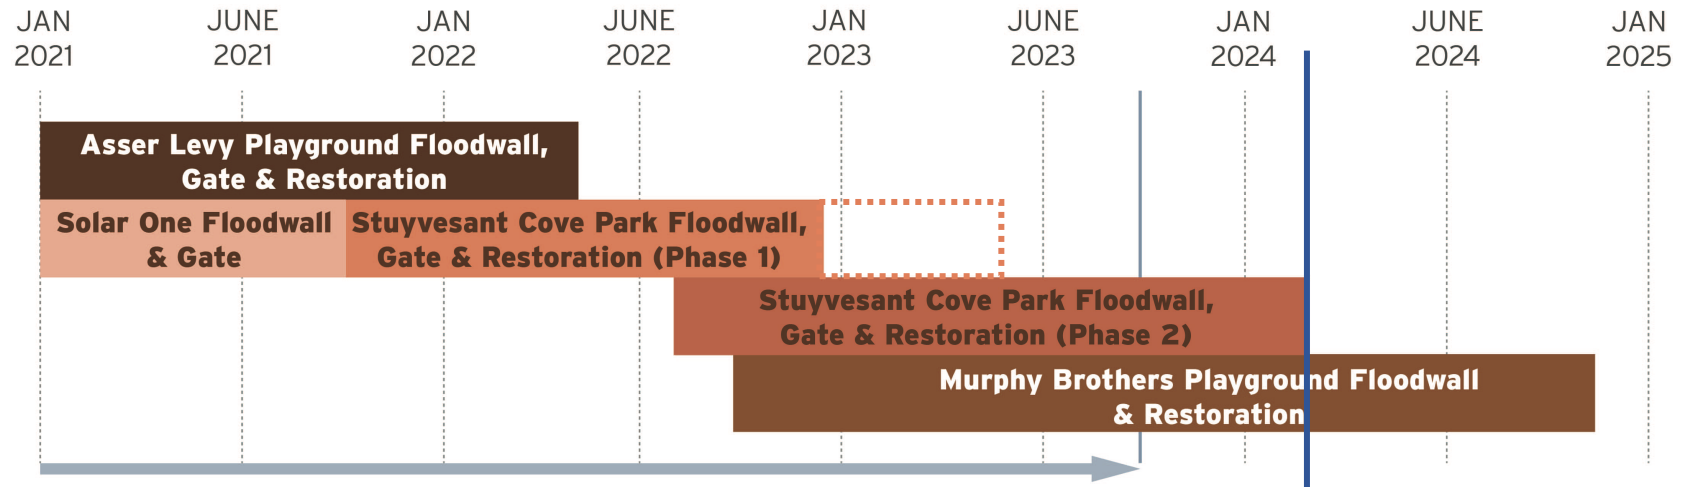 JAN
2021
JUNE
2021
JAN
2022
JUNE
2022
JAN
2023
JUNE
2023
JAN
2024
JUNE
2024
JAN
2025
Asser Levy Playground Floodwall,
Gate & Restoration
Solar One Floodwall
& Gate
Stuyvesant Cove Park Floodwall,
Gate & Restoration (Phase 1)
Stuyvesant Cove Park Floodwall,
Gate & Restoration (Phase 2)
Murphy Brothers Playground Floodwall
& Restoration